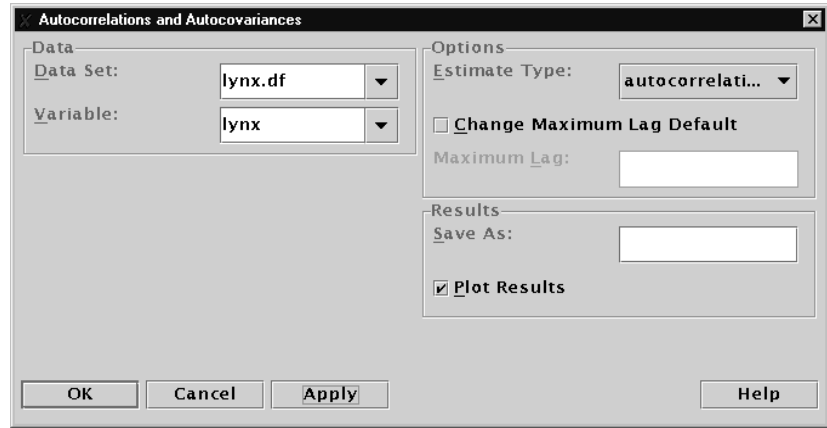 Autocorrelations and Autocovariances
Data
Data Set:
lynx.df
Variable:
lynx
Options
Estimate Type:
autocorrelati...
Change Maximum Lag Default
Maximum Lag:
Results
Save As:
Plot Results
OK
Cancel
Apply
Help